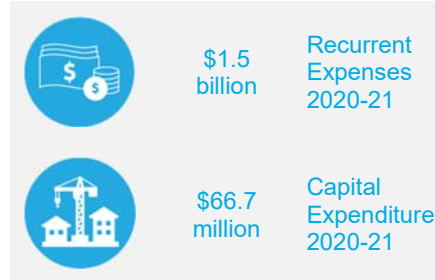 $
$
$1.5
billion
Recurrent
Expenses
2020-21
$66.7
million
Capital
Expenditure
2020-21